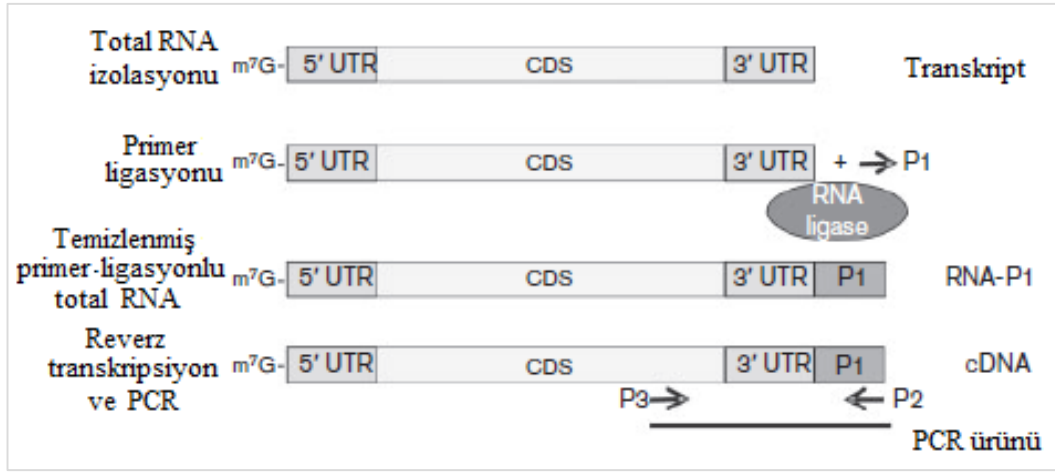 Total RNA
izolasyonu
m⁷G- 5' UTR CDS 3' UTR
Transkript
Primer
ligasyonu
m⁷G- 5' UTR CDS 3' UTR + P1
RNA
ligase
Temizlenmiş
primer-ligasyonlu
total RNA
m⁷G- 5' UTR CDS 3' UTR P1
RNA-P1
Reverz
transkripsiyon
ve PCR
m⁷G- 5' UTR CDS 3' UTR P1
cDNA
P3 P2
PCR ürünü